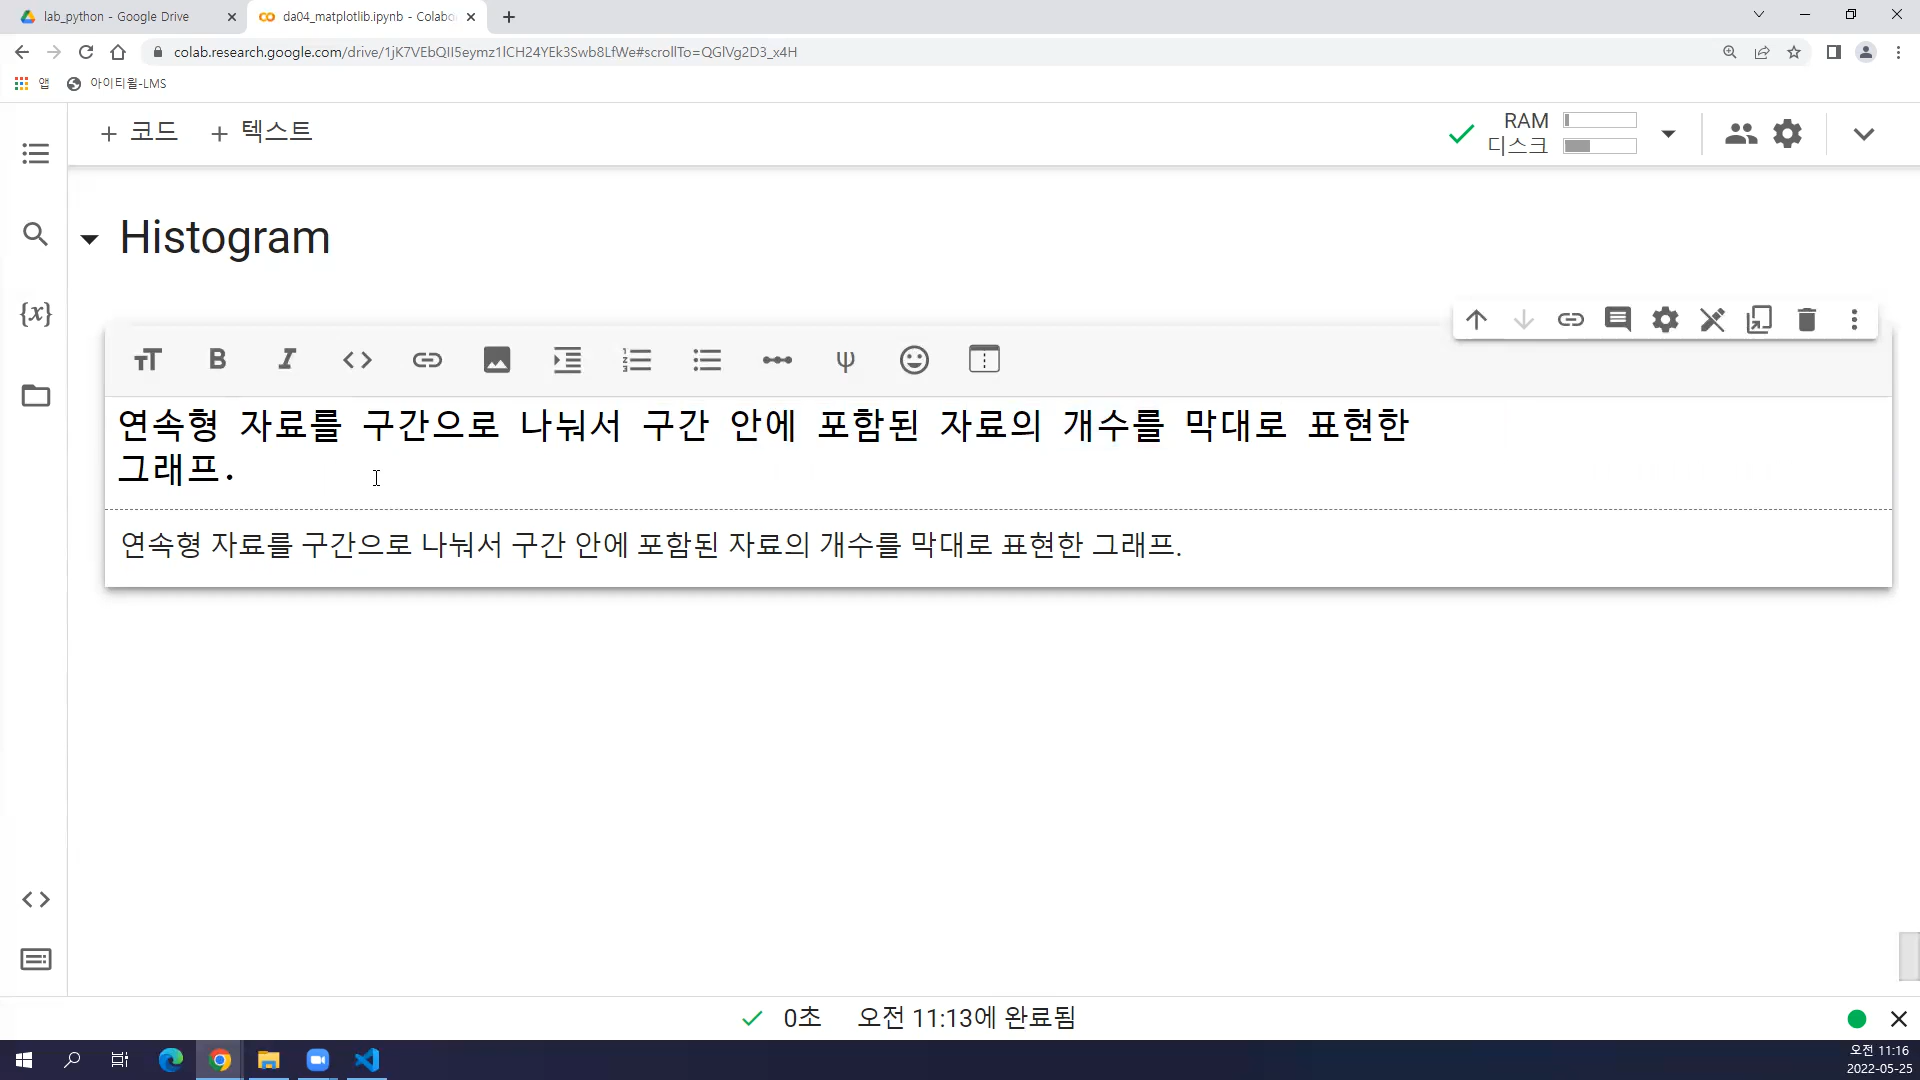 lab_python - Google Drive
da04_matplotlib.ipynb - Colabo
colab.research.google.com/drive/1jK7VEbQII5eymz1lCH24YEk3Swb8LfWe#scrollTo=QGlVg2D3_x4H
앱 아이티윌-LMS
+ 코드 + 텍스트
RAM
디스크
Histogram
연속형 자료를 구간으로 나눠서 구간 안에 포함된 자료의 개수를 막대로 표현한
그래프.
연속형 자료를 구간으로 나눠서 구간 안에 포함된 자료의 개수를 막대로 표현한 그래프.
0초 오전 11:13에 완료됨
오전 11:16
2022-05-25